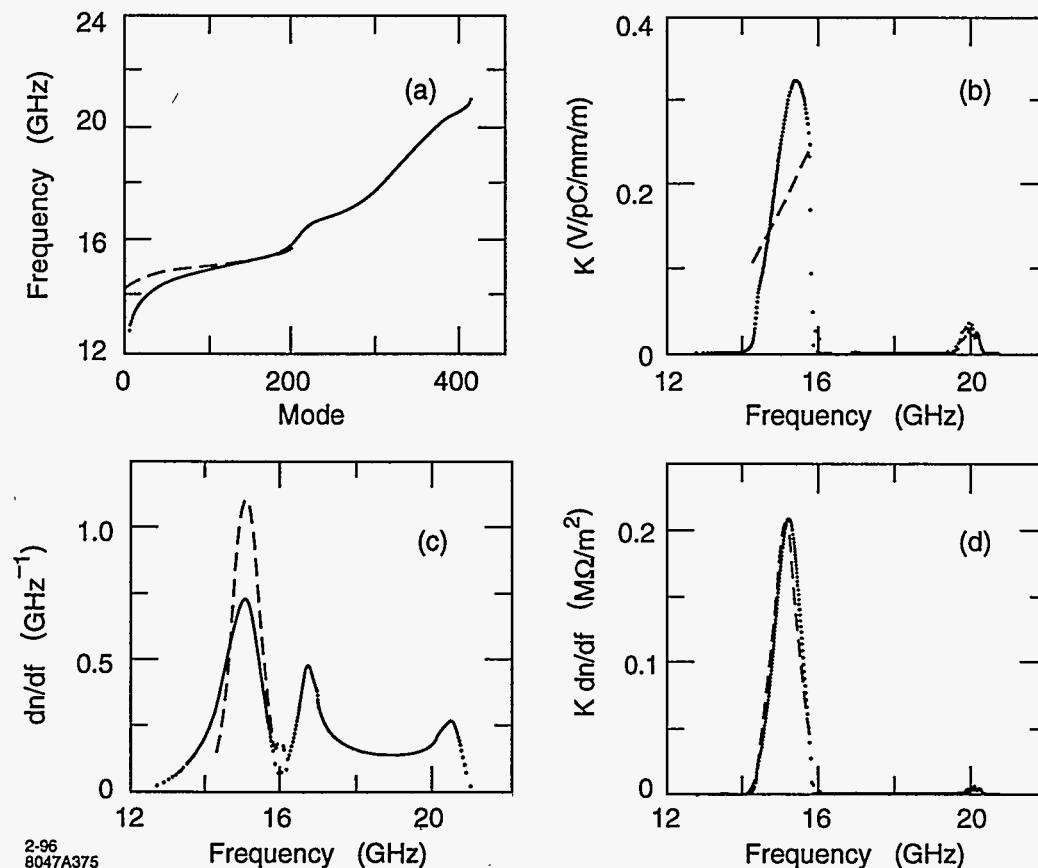 24
20
16
12
Frequency (GHz)
(a)
0
200
400
Mode
0.4
0.2
0
K (V/pC/mm/m)
(b)
12
16
20
Frequency (GHz)
1.0
0.5
0
dn/df (GHz⁻¹)
(c)
12
16
20
Frequency (GHz)
0.2
0.1
0
K dn/df (MΩ/m²)
(d)
12
16
20
Frequency (GHz)
2-96
8047A375